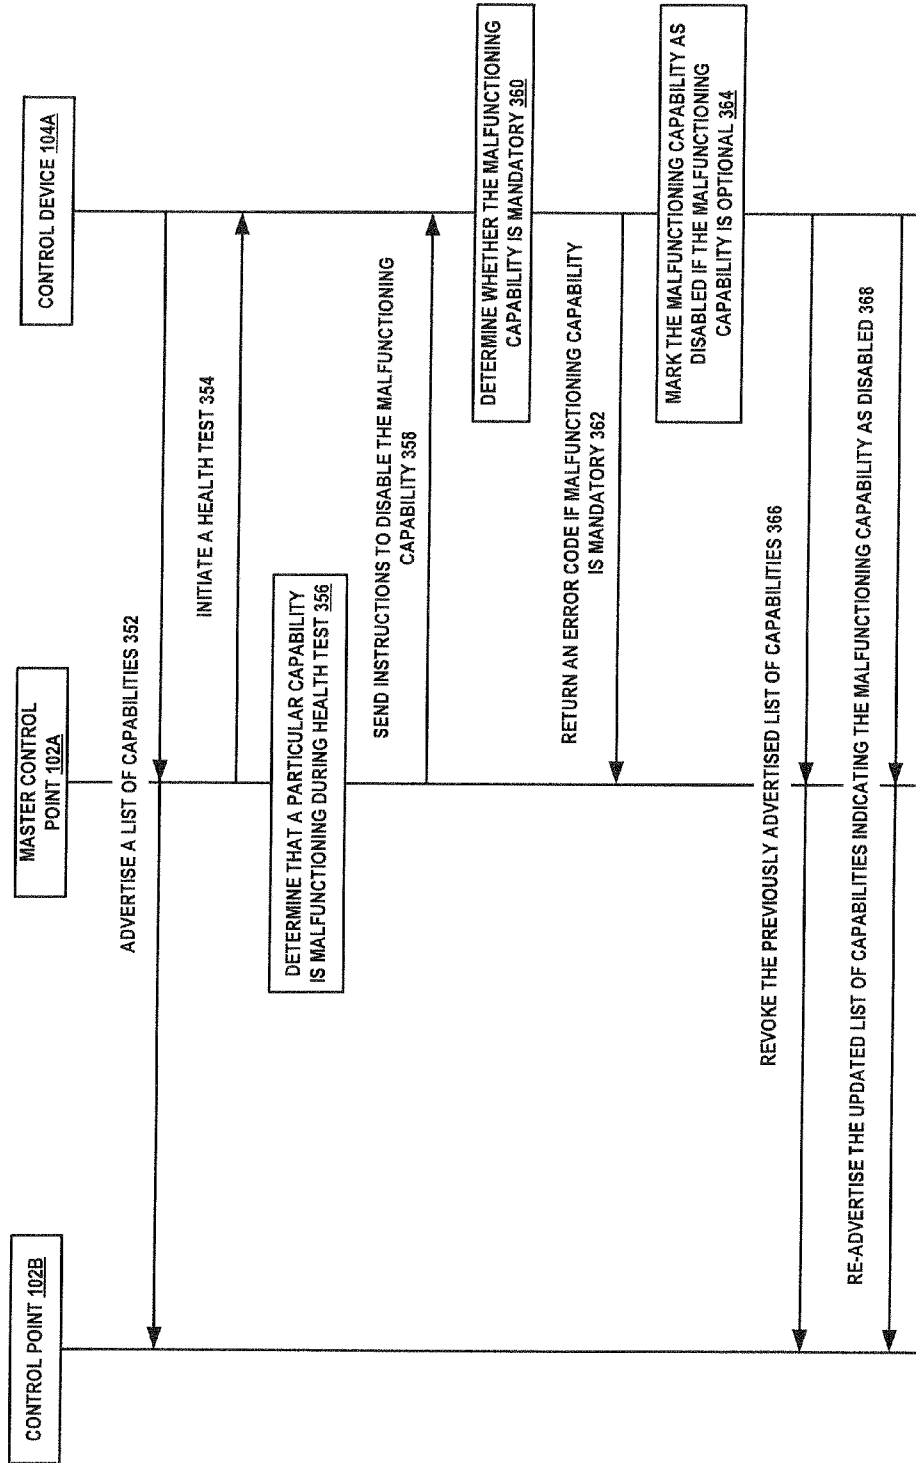 CONTROL POINT 102B
MASTER CONTROL
POINT 102A
CONTROL DEVICE 104A
ADVERTISE A LIST OF CAPABILITIES 352
INITIATE A HEALTH TEST 354
DETERMINE THAT A PARTICULAR CAPABILITY
IS MALFUNCTIONING DURING HEALTH TEST 356
SEND INSTRUCTIONS TO DISABLE THE MALFUNCTIONING
CAPABILITY 358
DETERMINE WHETHER THE MALFUNCTIONING
CAPABILITY IS MANDATORY 360
RETURN AN ERROR CODE IF MALFUNCTIONING CAPABILITY
IS MANDATORY 362
MARK THE MALFUNCTION CAPABILITY AS
DISABLED IF THE MALFUNCTIONING
CAPABILITY IS OPTIONAL 364
REVOKE THE PREVIOUSLY ADVERTISED LIST OF CAPABILITIES 366
RE-ADVERTISE THE UPDATED LIST OF CAPABILITIES INDICATING THE MALFUNCTIONING CAPABILITY AS DISABLED 368